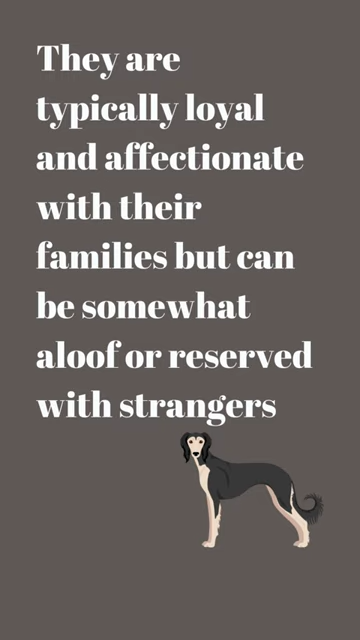 They are
typically loyal
and affectionate
with their
families but can
be somewhat
aloof or reserved
with strangers